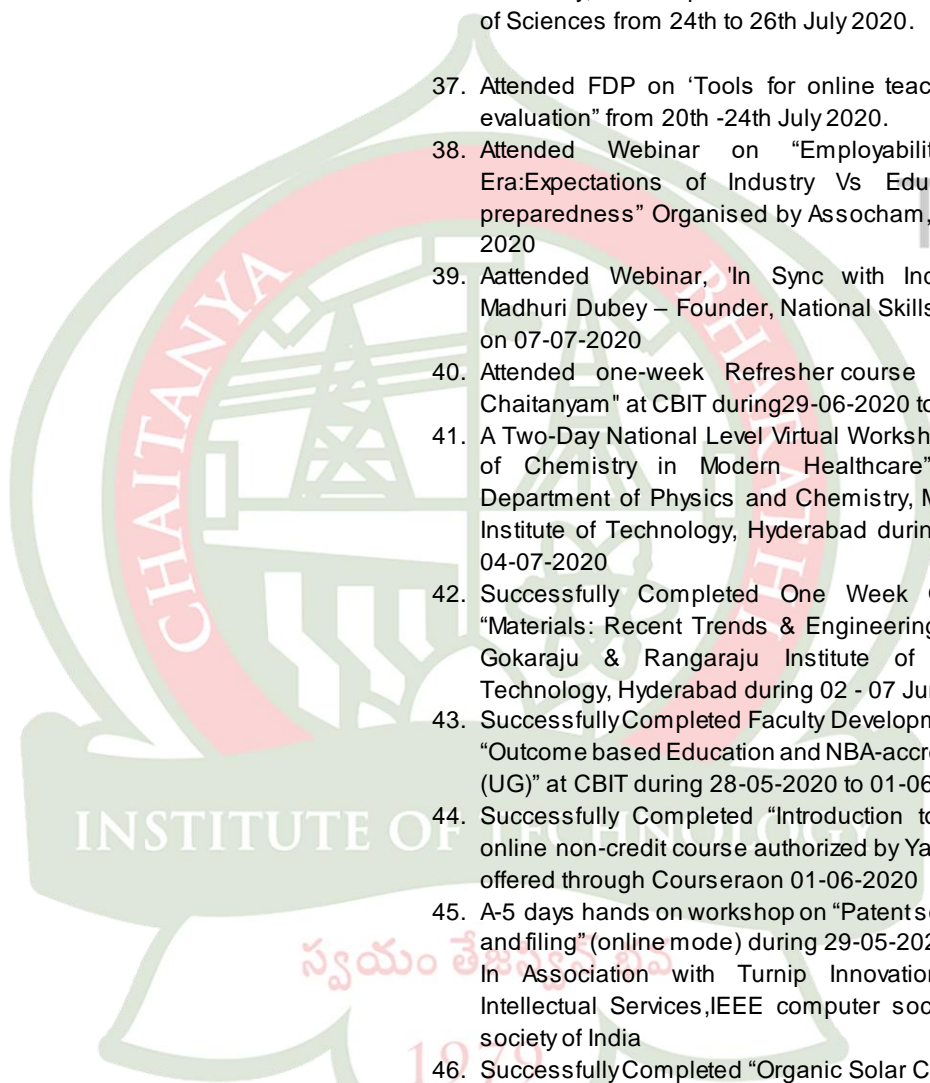 of Sciences from 24th to 26th July 2020.
37. Attended FDP on ‘Tools for online teac
evaluation” from 20th -24th July 2020.
38. Attended Webinar on “Employabilit
Era:Expectations of Industry Vs Edu
preparedness” Organised by Assocham,
2020
39. Aattended Webinar, 'In Sync with Ind
Madhuri Dubey – Founder, National Skills
on 07-07-2020
40. Attended one-week Refresher course
Chaitanyam" at CBIT during29-06-2020 to
41. A Two-Day National Level Virtual Worksh
of Chemistry in Modern Healthcare”
Department of Physics and Chemistry, M
Institute of Technology, Hyderabad durin
04-07-2020
42. Successfully Completed One Week
“Materials: Recent Trends & Engineering
Gokaraju & Rangaraju Institute of
Technology, Hyderabad during 02 - 07 Ju
43. Successfully Completed Faculty Developm
“Outcome based Education and NBA-accr
(UG)” at CBIT during 28-05-2020 to 01-06
44. Successfully Completed “Introduction to
online non-credit course authorized by Ya
offered through Courseraon 01-06-2020
45. A-5 days hands on workshop on “Patent s
and filing” (online mode) during 29-05-202
In Association with Turnip Innovation
Intellectual Services,IEEE computer soc
society of India
46. Successfully Completed “Organic Solar C
CHAITANYA BHARATHI
INSTITUTE OF TECHNOLOGY
స్వయం తేజస్విన్ భవ
1979